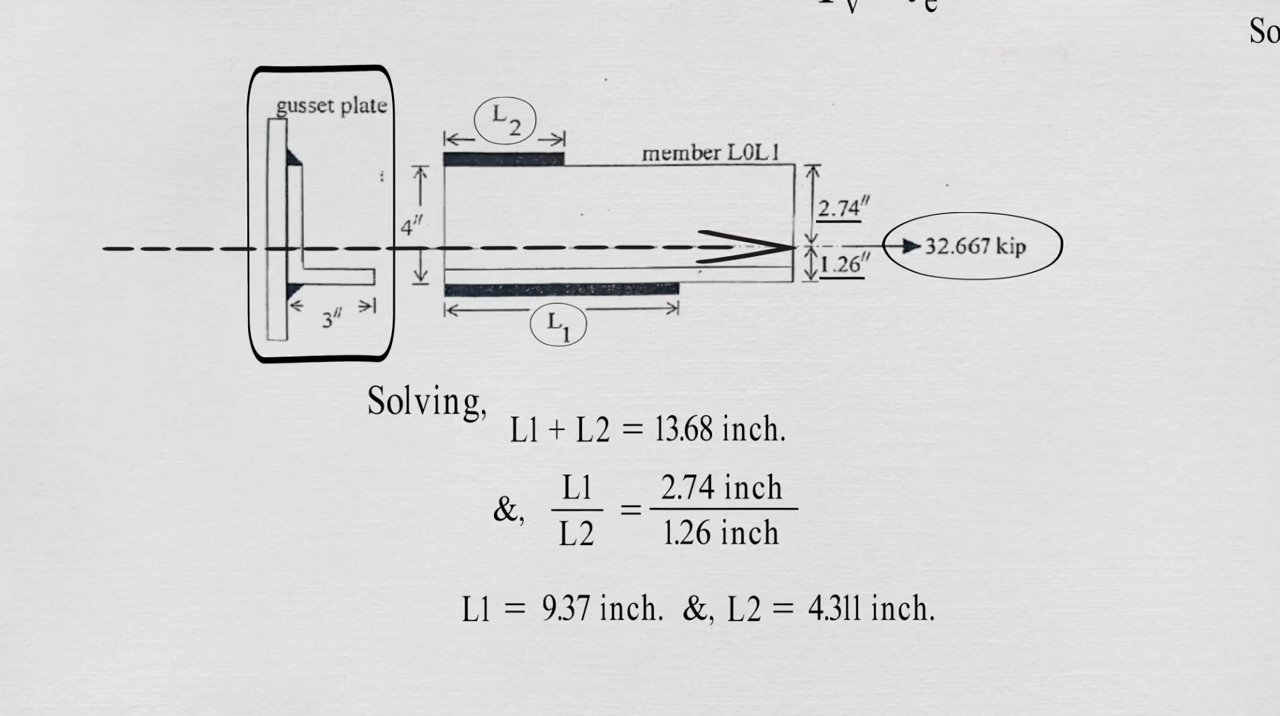 So
gusset plate
L2
member L0L1
4"
2.74"
32.667 kip
1.26"
3"
L1
Solving,
L1 + L2 = 13.68 inch.
&, L1/L2 = 2.74 inch/1.26 inch
L1 = 9.37 inch. &, L2 = 4.311 inch.